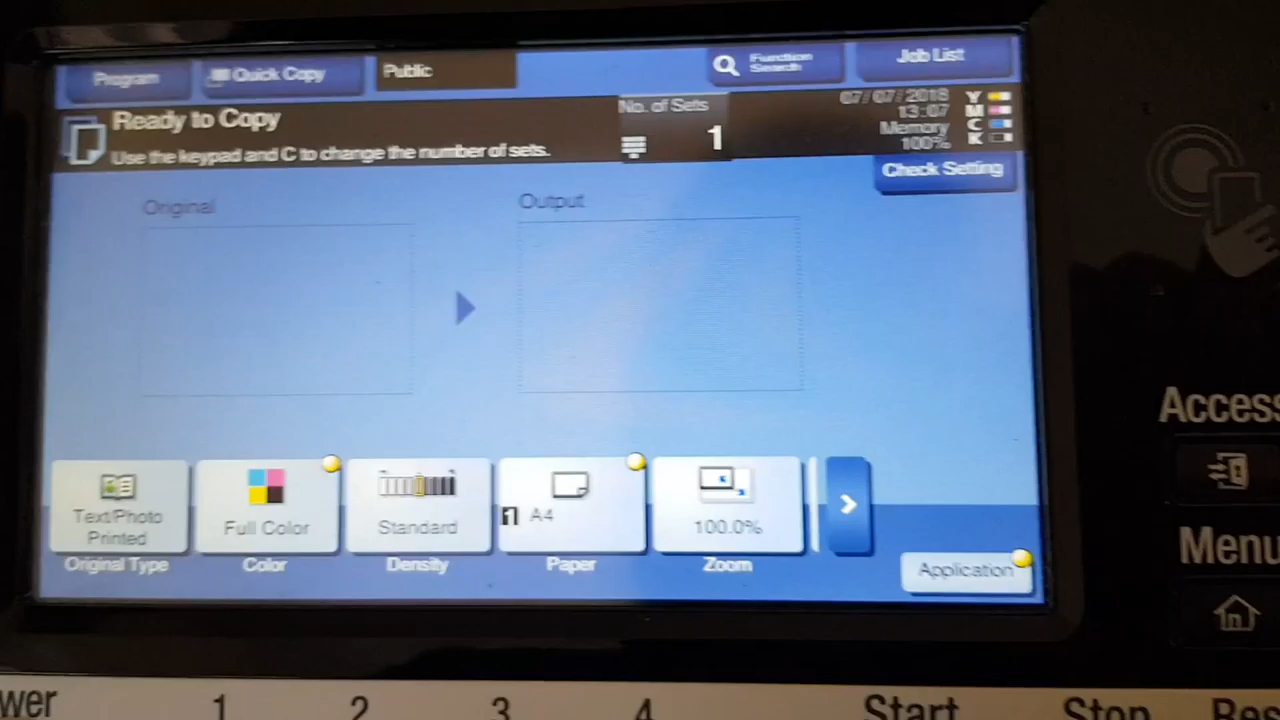 Program
Quick Copy
Public
Function Search
Job List
Ready to Copy
Use the keypad and C to change the number of sets.
No. of Sets
1
07/07/2018
13:07
Memory
100%
Y
M
C
K
Check Setting
Original
Output
Text/Photo
Printed
Original Type
Full Color
Color
Standard
Density
1 A4
Paper
100.0%
Zoom
Application
Access
Menu
wer
1
2
3
4
Start
Stop
Res